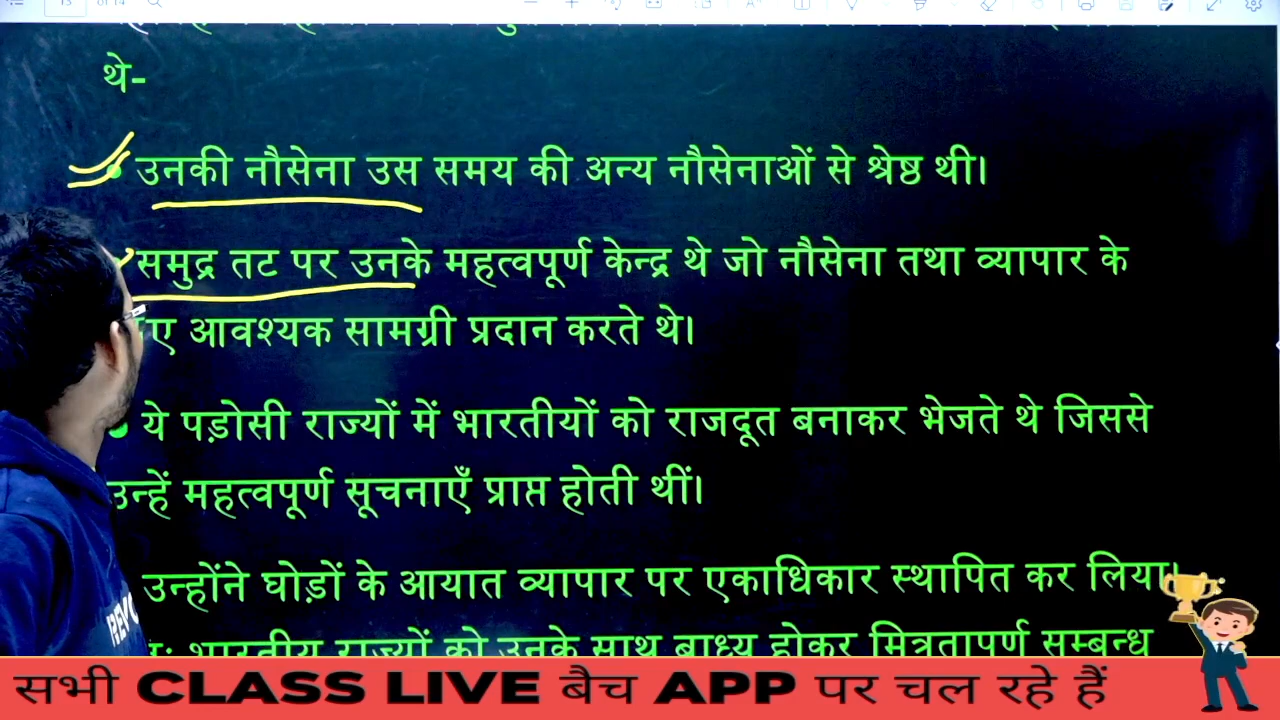 थे-
उनकी नौसेना उस समय की अन्य नौसेनाओं से श्रेष्ठ थी।
समुद्र तट पर उनके महत्वपूर्ण केन्द्र थे जो नौसेना तथा व्यापार के
आवश्यक सामग्री प्रदान करते थे।
ये पड़ोसी राज्यों में भारतीयों को राजदूत बनाकर भेजते थे जिससे
उन्हें महत्वपूर्ण सूचनाएँ प्राप्त होती थीं।
उन्होंने घोड़ों के आयात व्यापार पर एकाधिकार स्थापित कर लिया।
भारतीय राज्यों को उनके साथ बाध्य होकर मित्रतापूर्ण सम्बन्ध
सभी CLASS LIVE बैच APP पर चल रहे हैं